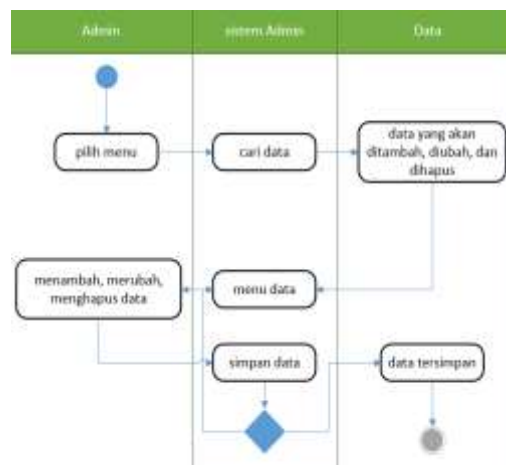 Admin
sistem Admin
Data
pilih menu
cari data
data yang akan
ditambah, diubah, dan
dihapus
menambah, merubah,
menghapus data
menu data
simpan data
data tersimpan